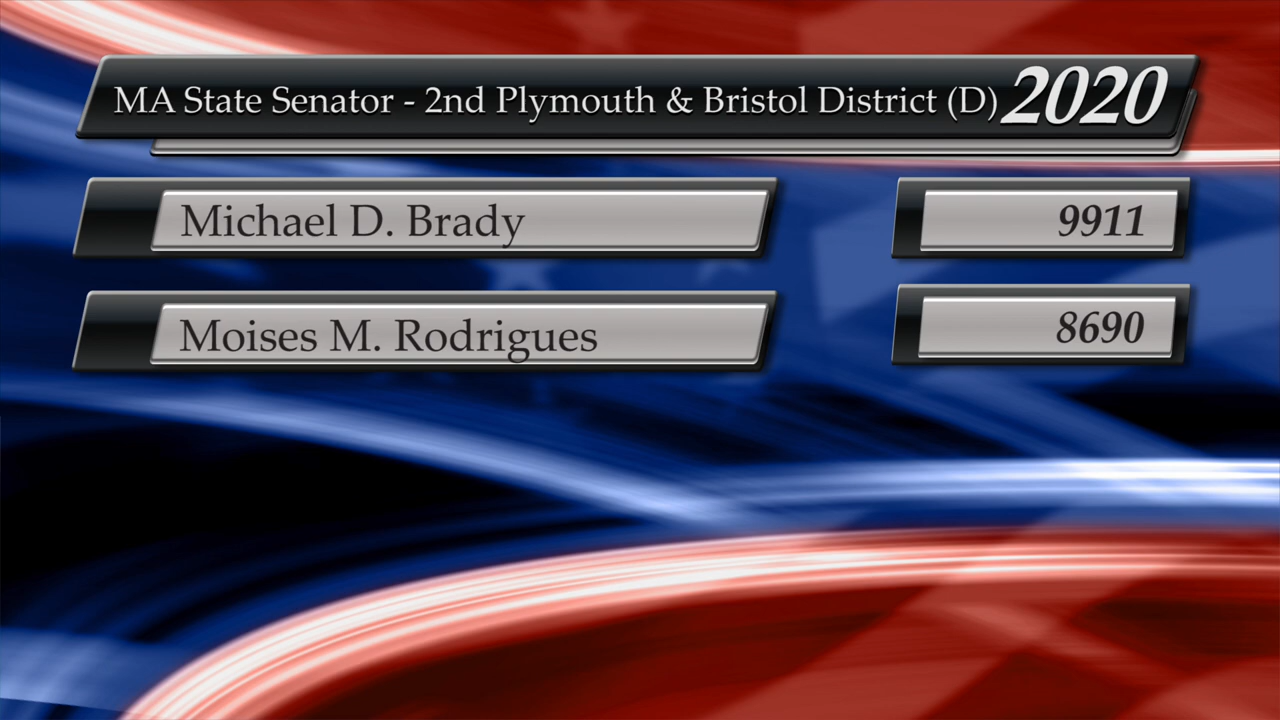 MA State Senator - 2nd Plymouth & Bristol District (D) 2020
Michael D. Brady 9911
Moises M. Rodrigues 8690